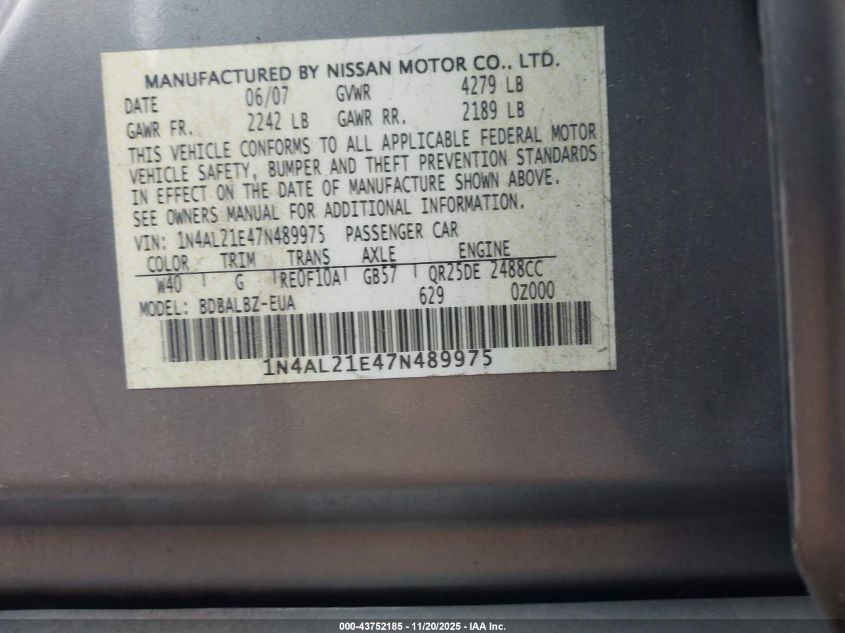 MANUFACTURED BY NISSAN MOTOR CO., LTD.
DATE 06/07 GVWR 4279 LB
GAWR FR. 2242 LB GAWR RR. 2189 LB
THIS VEHICLE CONFORMS TO ALL APPLICABLE FEDERAL MOTOR
VEHICLE SAFETY, BUMPER AND THEFT PREVENTION STANDARDS
IN EFFECT ON THE DATE OF MANUFACTURE SHOWN ABOVE.
SEE OWNERS MANUAL FOR ADDITIONAL INFORMATION.
VIN: 1N4AL21E47N489975 PASSENGER CAR
COLOR TRIM TRANS AXLE ENGINE
W40 G RE0F10A GB57 QR25DE 2488CC
MODEL: BDBALBZ-EUA 629 0Z000
1N4AL21E47N489975
000-43752185 - 11/20/2025 - IAA Inc.